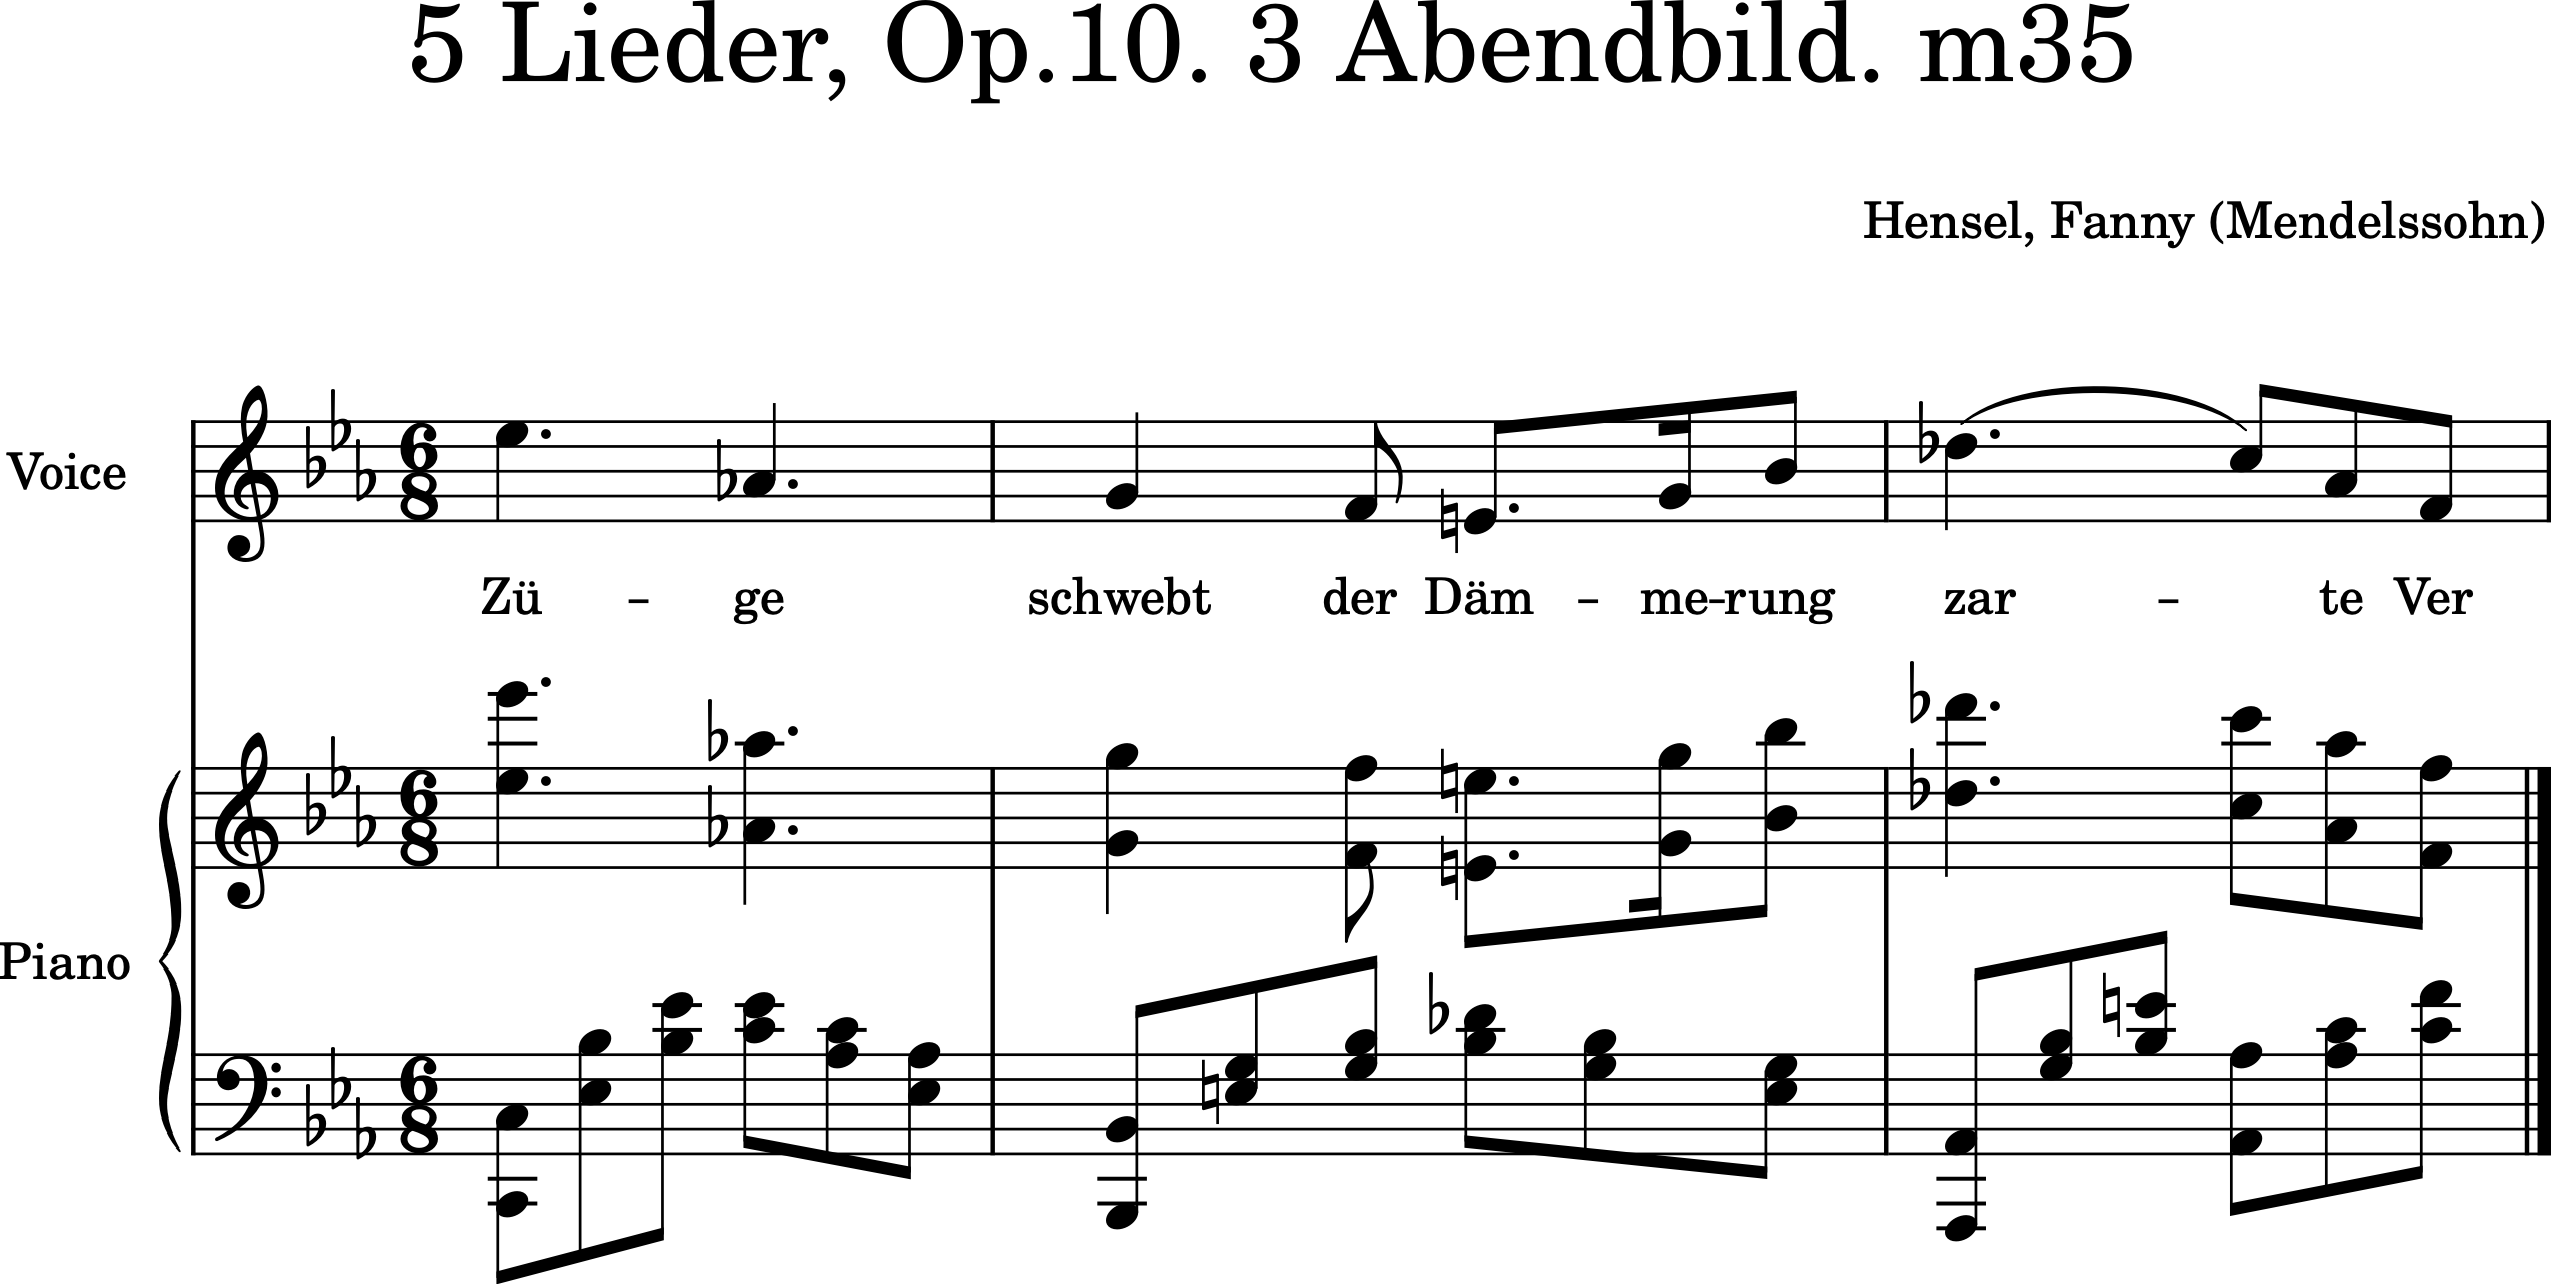 5 Lieder, Op.10. 3 Abendbild. m35
Hensel, Fanny (Mendelssohn)
Voice
Zü - ge schwebt der Däm - me-rung zar - te Ver
Piano